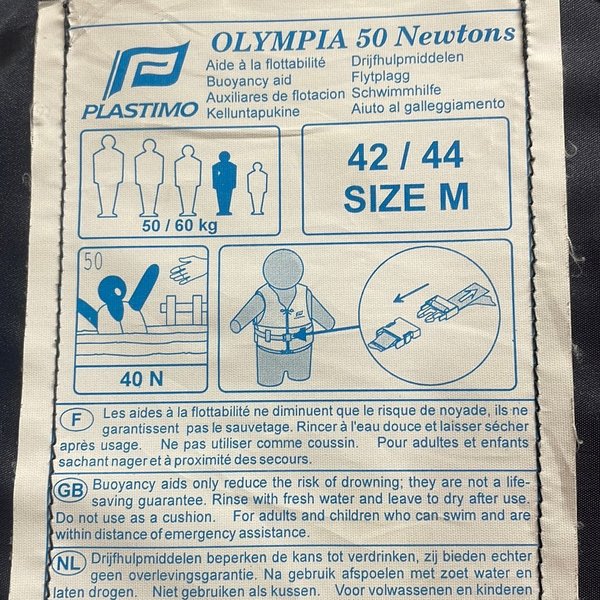 OLYMPIA 50 Newtons
PLASTIMO
Aide à la flottabilité
Buoyancy aid
Auxiliares de flotacion
Kelluntapukine
Drijfhulpmiddelen
Flytplagg
Schwimmhilfe
Aiuto al galleggiamento
50 / 60 kg
42 / 44
SIZE M
50
40 N
F Les aides à la flottabilité ne diminuent que le risque de noyade, ils ne
garantissent pas le sauvetage. Rincer à l'eau douce et laisser sécher
après usage. Ne pas utiliser comme coussin. Pour adultes et enfants
sachant nager et à proximité des secours.
GB Buoyancy aids only reduce the risk of drowning; they are not a life-
saving guarantee. Rinse with fresh water and leave to dry after use.
Do not use as a cushion. For adults and children who can swim and are
within distance of emergency assistance.
NL Drijfhulpmiddelen beperken de kans tot verdrinken, zij bieden echter
geen overlevingsgarantie. Na gebruik afspoelen met zoet water en
laten drogen. Niet gebruiken als kussen. Voor volwassenen en kinderen